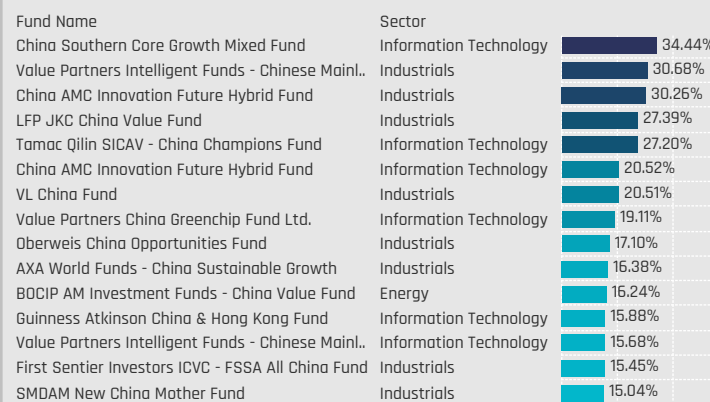 Fund Name Sector
China Southern Core Growth Mixed Fund Information Technology 34.44%
Value Partners Intelligent Funds - Chinese Mainl.. Industrials 30.68%
China AMC Innovation Future Hybrid Fund Industrials 30.26%
LFP JKC China Value Fund Industrials 27.39%
Tamac Qilin SICAV - China Champions Fund Information Technology 27.20%
China AMC Innovation Future Hybrid Fund Information Technology 20.52%
VL China Fund Industrials 20.51%
Value Partners China Greenchip Fund Ltd. Information Technology 19.11%
Oberweis China Opportunities Fund Industrials 17.10%
AXA World Funds - China Sustainable Growth Industrials 16.38%
BOCIP AM Investment Funds - China Value Fund Energy 16.24%
Guinness Atkinson China & Hong Kong Fund Information Technology 15.88%
Value Partners Intelligent Funds - Chinese Mainl.. Information Technology 15.68%
First Sentier Investors ICVC - FSSA All China Fund Industrials 15.45%
SMDAM New China Mother Fund Industrials 15.04%